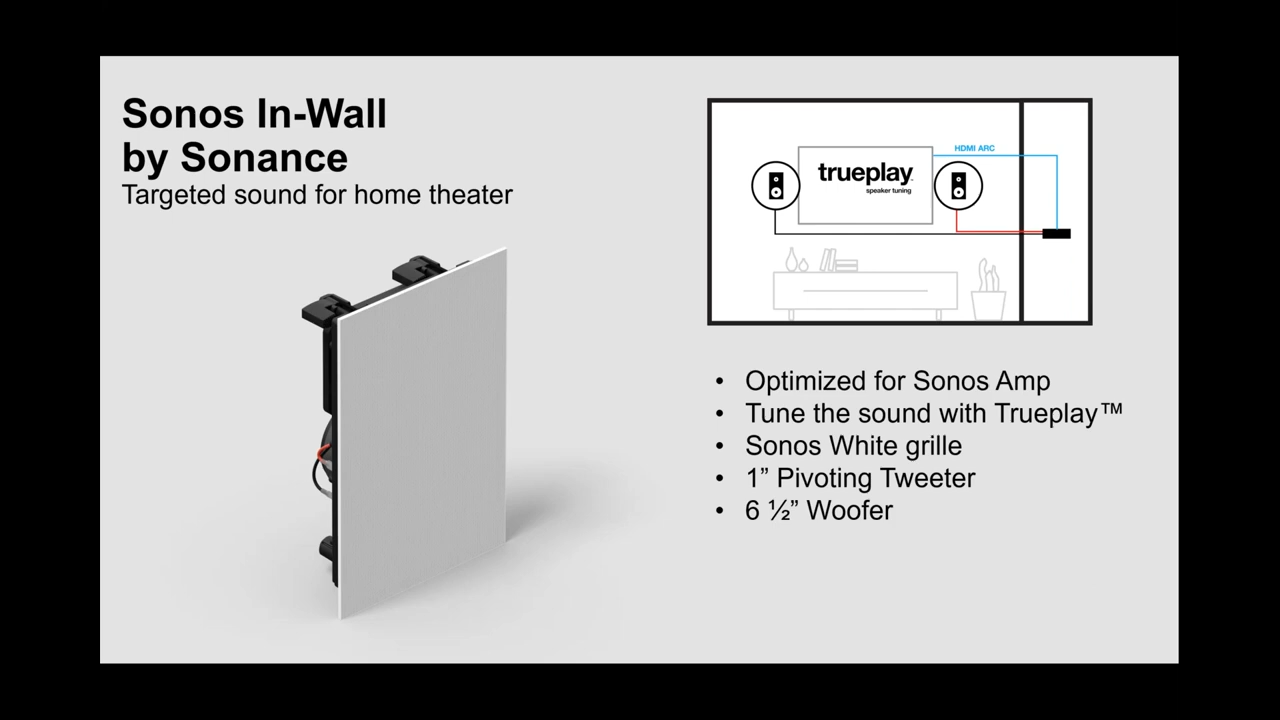 Sonos In-Wall
by Sonance
Targeted sound for home theater
HDMI ARC
trueplay™
speaker tuning
• Optimized for Sonos Amp
• Tune the sound with Trueplay™
• Sonos White grille
• 1” Pivoting Tweeter
• 6 ½” Woofer